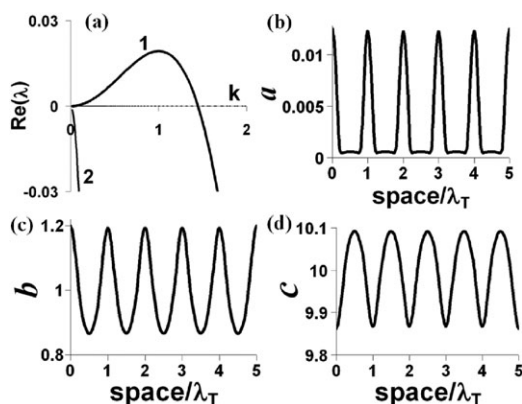 (a)
0.03
0
-0.03
Re(λ)
1
2
k
0 1 2
(b)
0.01
0.005
0
a
0 1 2 3 4 5
space/λT
(c)
1.2
1
0.8
b
0 1 2 3 4 5
space/λT
(d)
10.1
10
9.9
9.8
c
0 1 2 3 4 5
space/λT